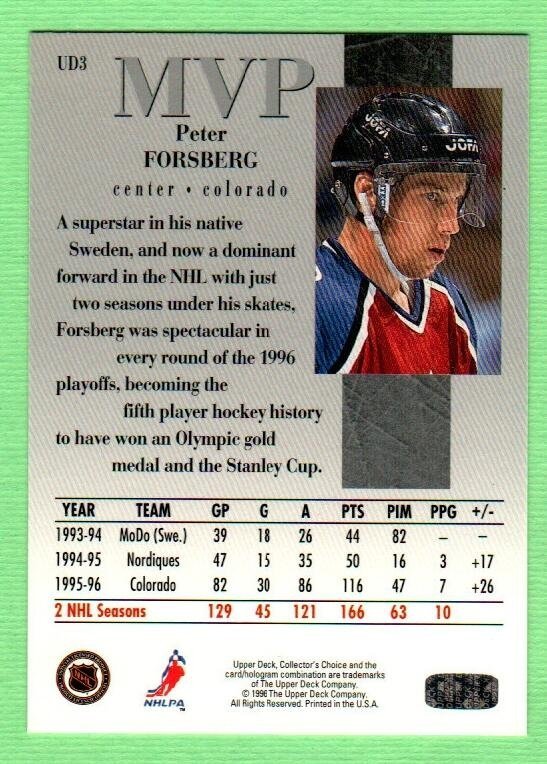 UD3
MVP
Peter
FORSBERG
center • colorado
A superstar in his native
Sweden, and now a dominant
forward in the NHL with just
two seasons under his skates,
Forsberg was spectacular in
every round of the 1996
playoffs, becoming the
fifth player hockey history
to have won an Olympic gold
medal and the Stanley Cup.
JOFA
JOFA
YEAR TEAM GP G A PTS PIM PPG +/-
1993-94 MoDo (Swe.) 39 18 26 44 82 – –
1994-95 Nordiques 47 15 35 50 16 3 +17
1995-96 Colorado 82 30 86 116 47 7 +26
2 NHL Seasons 129 45 121 166 63 10
NHL
NHLPA
™
Upper Deck, Collector's Choice and the
card/hologram combination are trademarks
of The Upper Deck Company.
© 1996 The Upper Deck Company.
All Rights Reserved. Printed in the U.S.A.